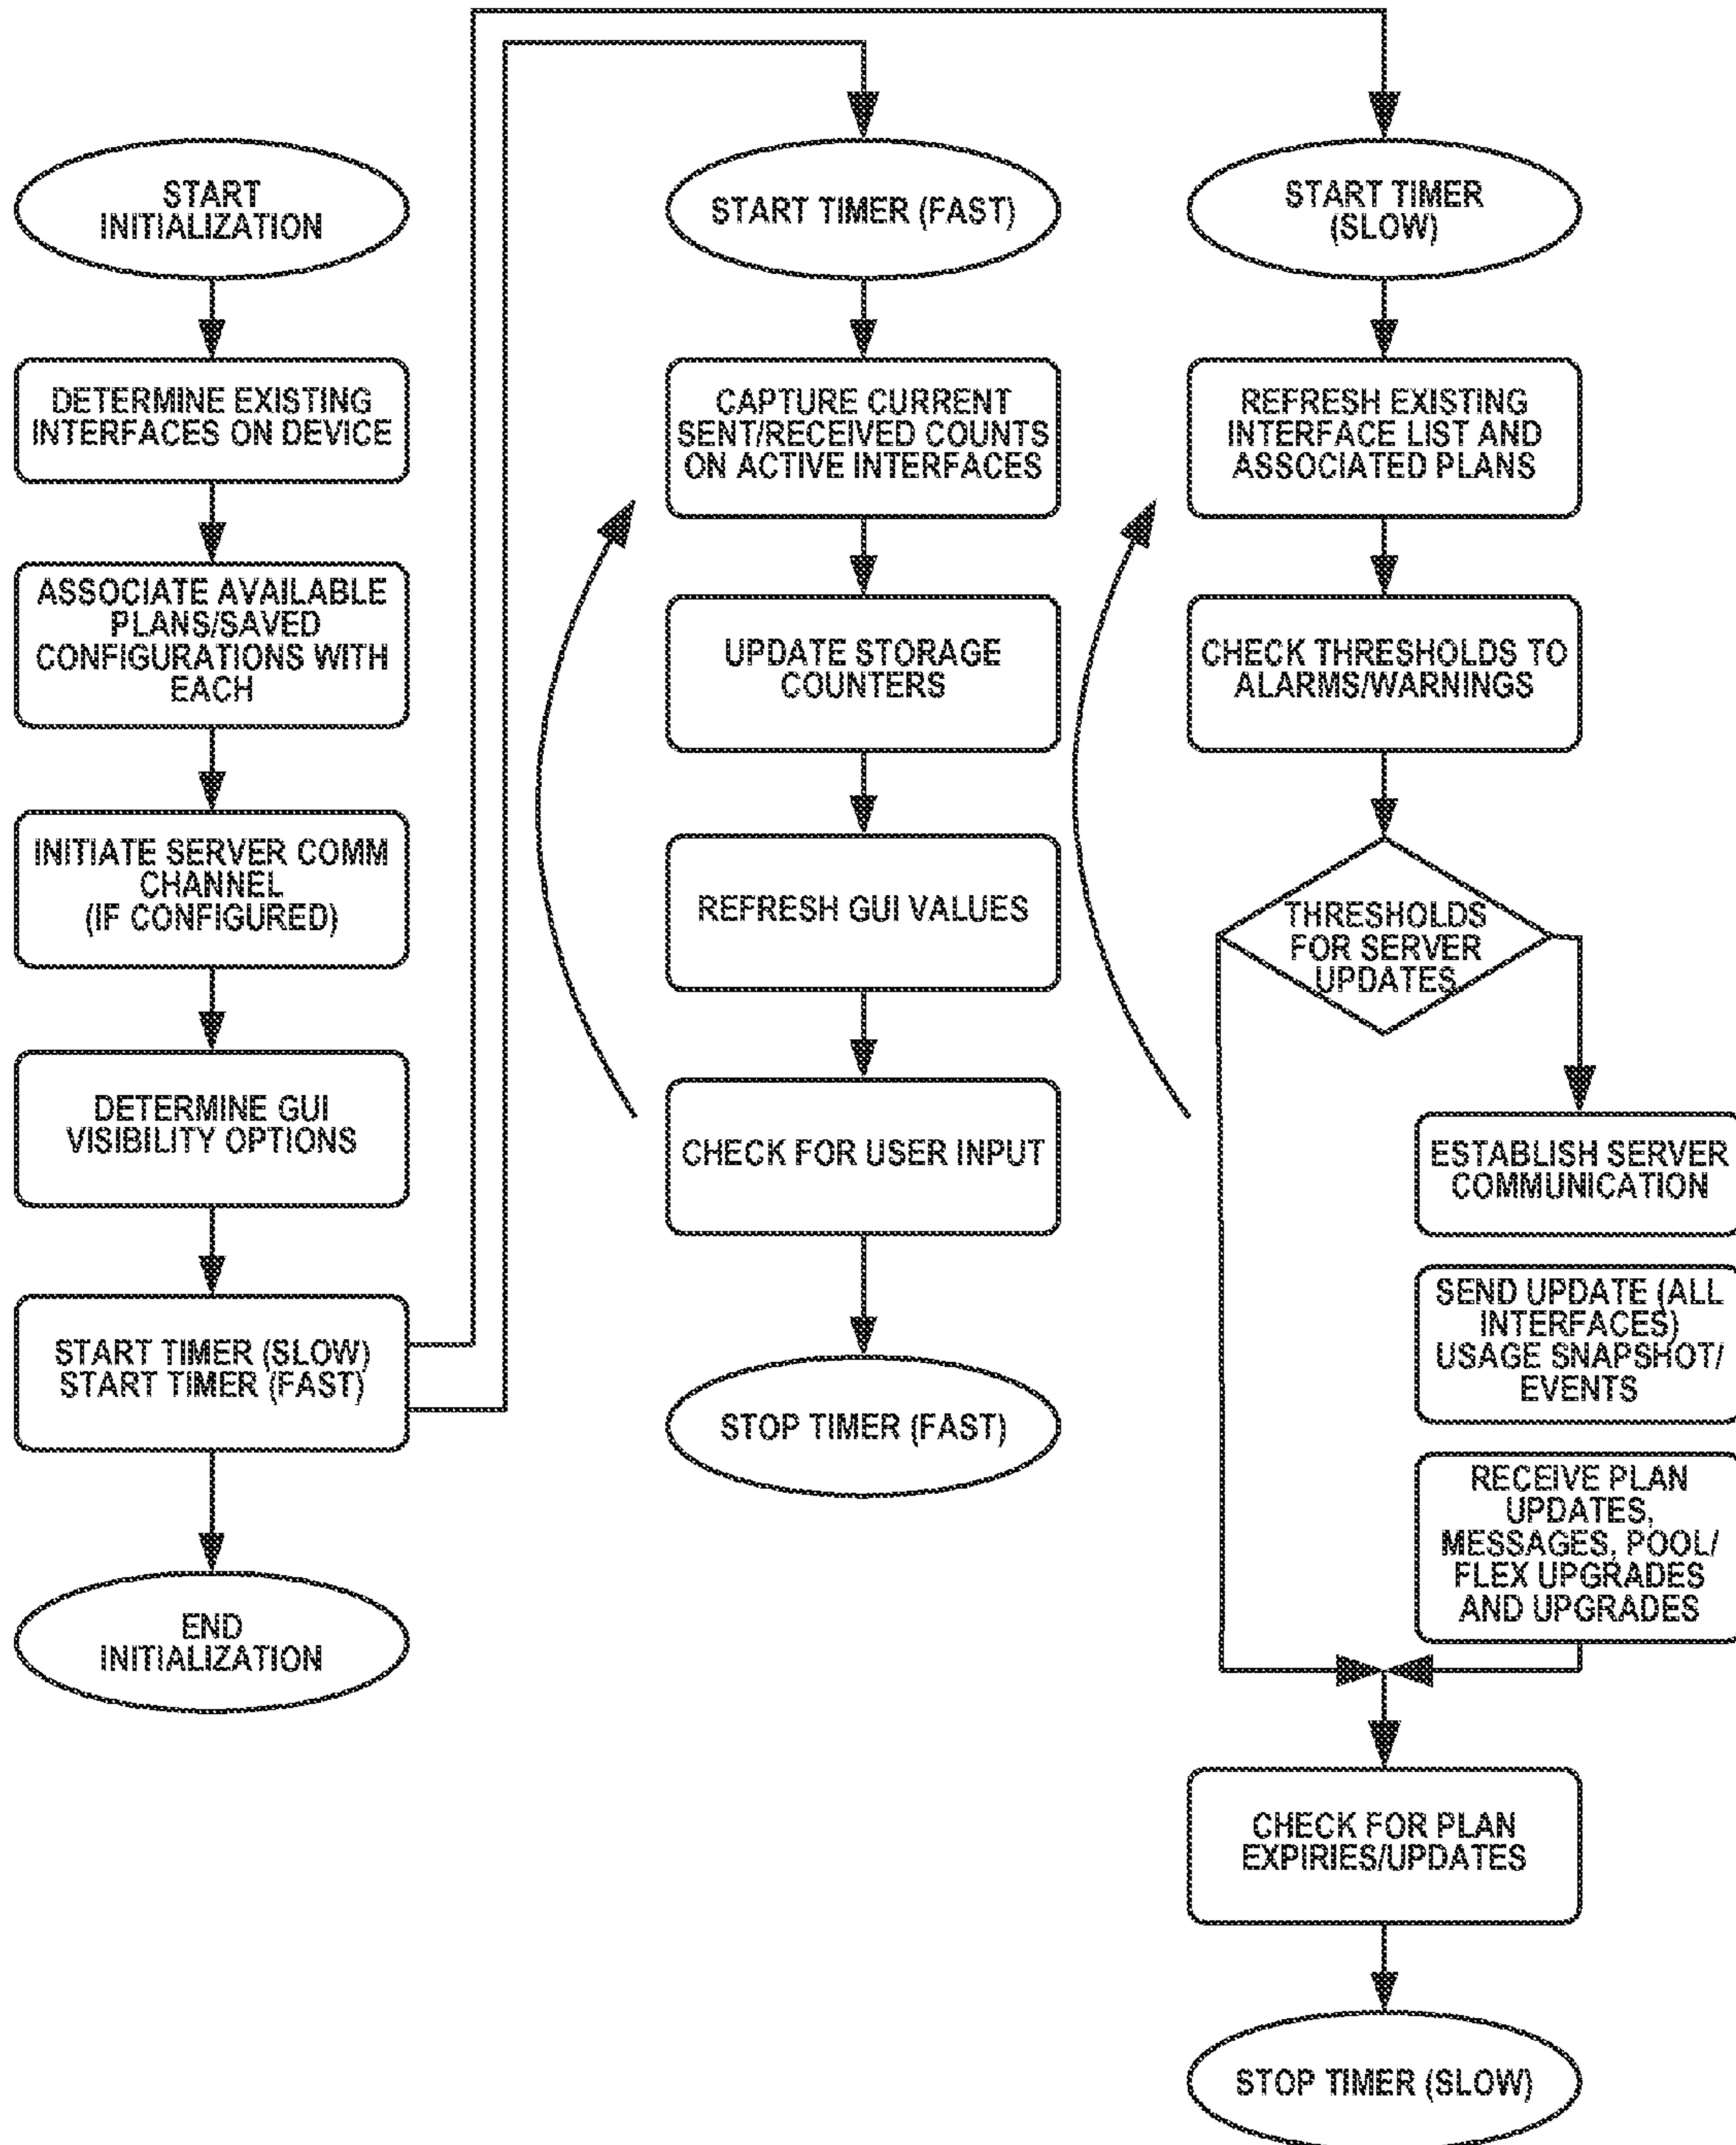 START
INITIALIZATION
DETERMINE EXISTING
INTERFACES ON DEVICE
ASSOCIATE AVAILABLE
PLANS/SAVED
CONFIGURATIONS WITH
EACH
INITIATE SERVER COMM
CHANNEL
(IF CONFIGURED)
DETERMINE GUI
VISIBILITY OPTIONS
START TIMER (SLOW)
START TIMER (FAST)
END
INITIALIZATION
START TIMER (FAST)
CAPTURE CURRENT
SENT/RECEIVED COUNTS
ON ACTIVE INTERFACES
UPDATE STORAGE
COUNTERS
REFRESH GUI VALUES
CHECK FOR USER INPUT
STOP TIMER (FAST)
START TIMER
(SLOW)
REFRESH EXISTING
INTERFACE LIST AND
ASSOCIATED PLANS
CHECK THRESHOLDS TO
ALARMS/WARNINGS
THRESHOLDS
FOR SERVER
UPDATES
ESTABLISH SERVER
COMMUNICATION
SEND UPDATE (ALL
INTERFACES)
USAGE SNAPSHOT/
EVENTS
RECEIVE PLAN
UPDATES,
MESSAGES, POOL/
FLEX UPGRADES
AND UPGRADES
CHECK FOR PLAN
EXPIRIES/UPDATES
STOP TIMER (SLOW)